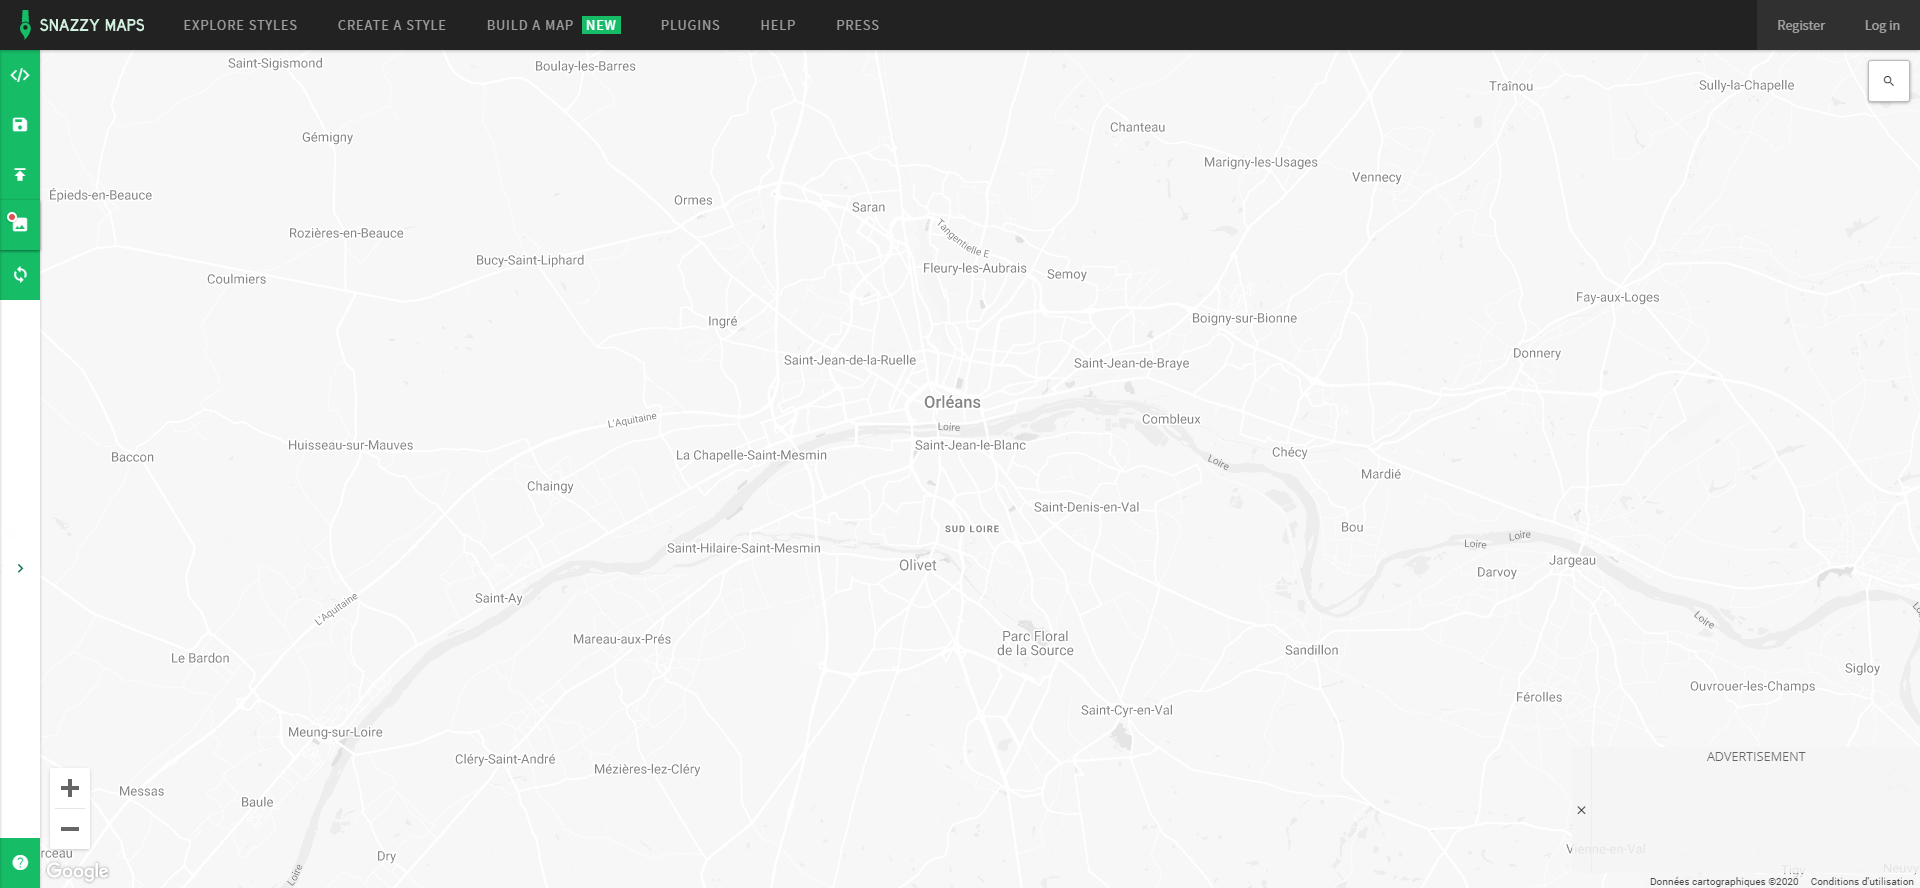 SNAZZY MAPS EXPLORE STYLES CREATE A STYLE BUILD A MAP NEW PLUGINS HELP PRESS Register Log in
Saint-Sigismond
Boulay-les-Barres
Traînou
Sully-la-Chapelle
Chanteau
Gémigny
Marigny-les-Usages
Vennecy
Épieds-en-Beauce
Ormes
Saran
Rozières-en-Beauce
Tangentielle E
Bucy-Saint-Liphard
Fleury-les-Aubrais
Semoy
Coulmiers
Fay-aux-Loges
Ingré
Boigny-sur-Bionne
Donnery
Saint-Jean-de-la-Ruelle
Saint-Jean-de-Braye
Orléans
L'Aquitaine
Combleux
Loire
Huisseau-sur-Mauves
Saint-Jean-le-Blanc
Baccon
La Chapelle-Saint-Mesmin
Chécy
Loire
Mardié
Chaingy
Saint-Denis-en-Val
SUD LOIRE
Bou
Loire
Loire
Saint-Hilaire-Saint-Mesmin
Jargeau
Olivet
Darvoy
Saint-Ay
L'Aquitaine
Loire
Mareau-aux-Prés
Parc Floral
de la Source
Sandillon
Le Bardon
Sigloy
Ouvrouer-les-Champs
Férolles
Saint-Cyr-en-Val
Meung-sur-Loire
Cléry-Saint-André
ADVERTISEMENT
Mézières-lez-Cléry
Messas
Baule
Vienne-en-Val
Dry
Loire
Google
Données cartographiques ©2020 Conditions d'utilisation